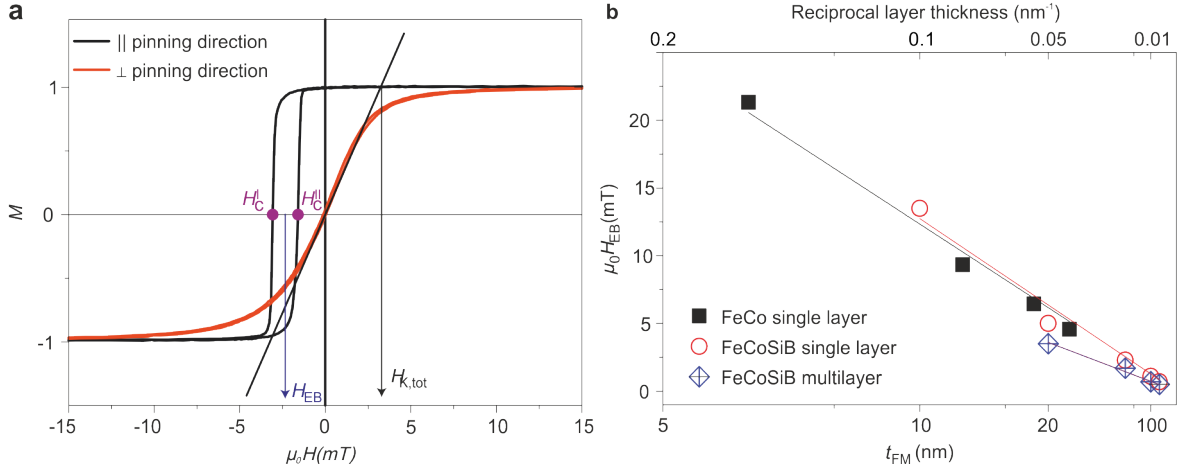 a
|| pinning direction
⊥ pinning direction
1
0
-1
M
H_C^I
H_C^II
H_EB
H_K,tot
-15 -10 -5 0 5 10 15
μ₀H(mT)
b
Reciprocal layer thickness (nm⁻¹)
0.2 0.1 0.05 0.01
20
15
10
5
0
μ₀H_EB(mT)
FeCo single layer
FeCoSiB single layer
FeCoSiB multilayer
5 10 20 100
t_FM (nm)